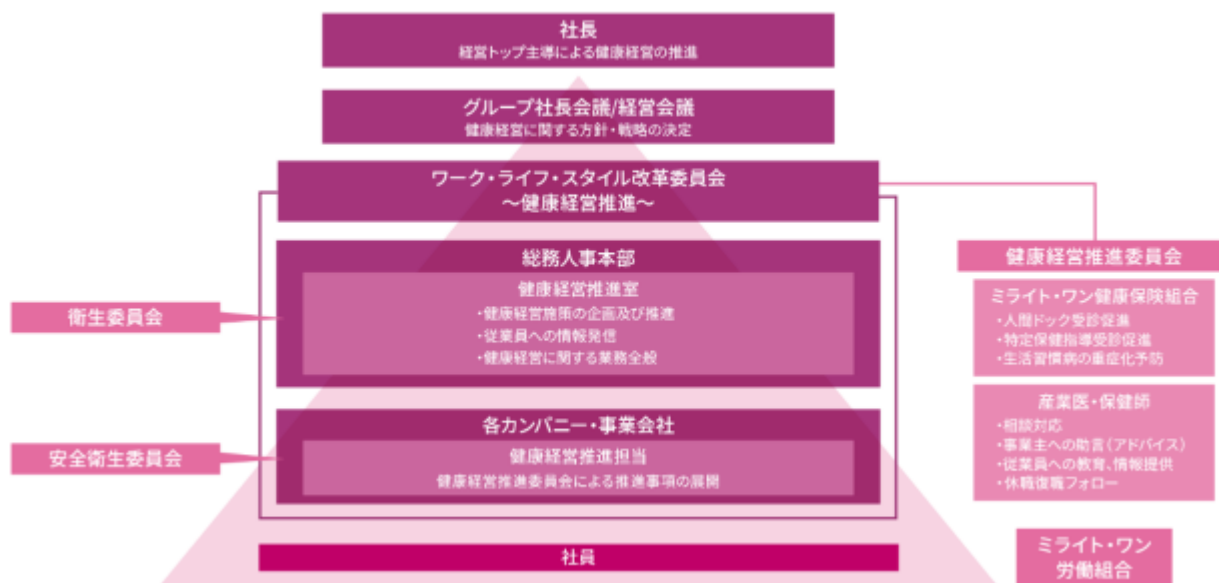 社長
経営トップ主導による健康経営の推進
グループ社長会議/経営会議
健康経営に関する方針・戦略の決定
ワーク・ライフ・スタイル改革委員会
～健康経営推進～
総務人事本部
健康経営推進室
・健康経営施策の企画及び推進
・従業員への情報発信
・健康経営に関する業務全般
衛生委員会
各カンパニー・事業会社
健康経営推進担当
健康経営推進委員会による推進事項の展開
安全衛生委員会
社員
健康経営推進委員会
ミライト・ワン健康保険組合
・人間ドック受診促進
・特定保健指導受診促進
・生活習慣病の重症化予防
産業医・保健師
・相談対応
・事業主への助言(アドバイス)
・従業員への教育、情報提供
・休職復職フォロー
ミライト・ワン
労働組合